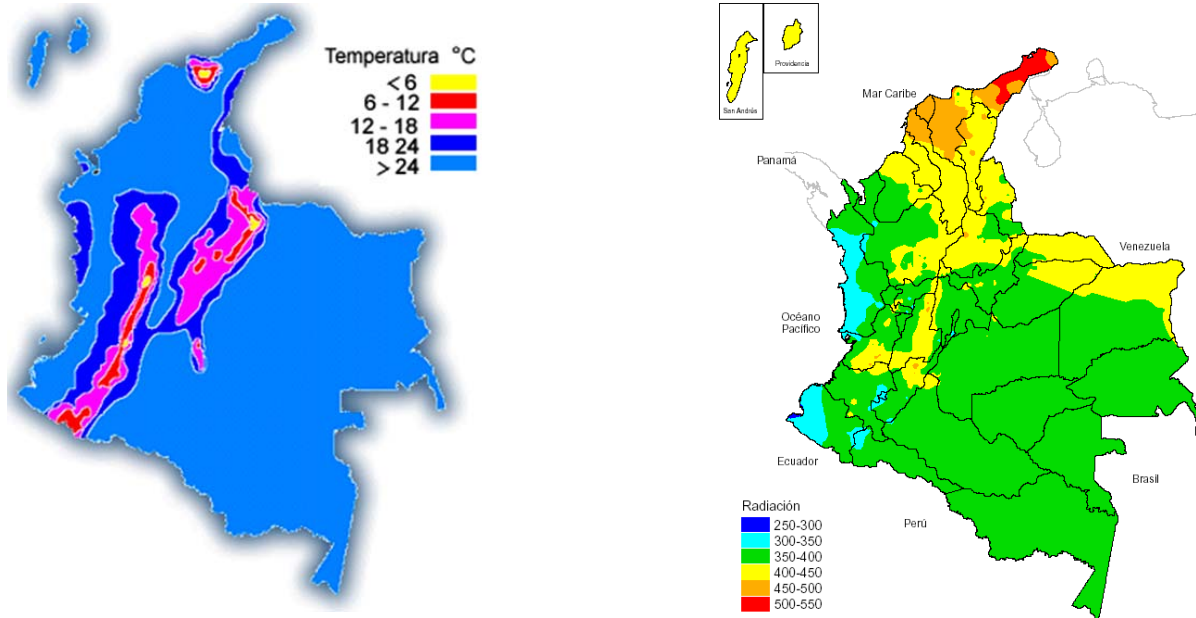 Temperatura °C
< 6
6 - 12
12 - 18
18 24
> 24
San Andrés
Providencia
Mar Caribe
Panamá
Venezuela
Océano
Pacífico
Ecuador
Brasil
Perú
Radiación
250-300
300-350
350-400
400-450
450-500
500-550